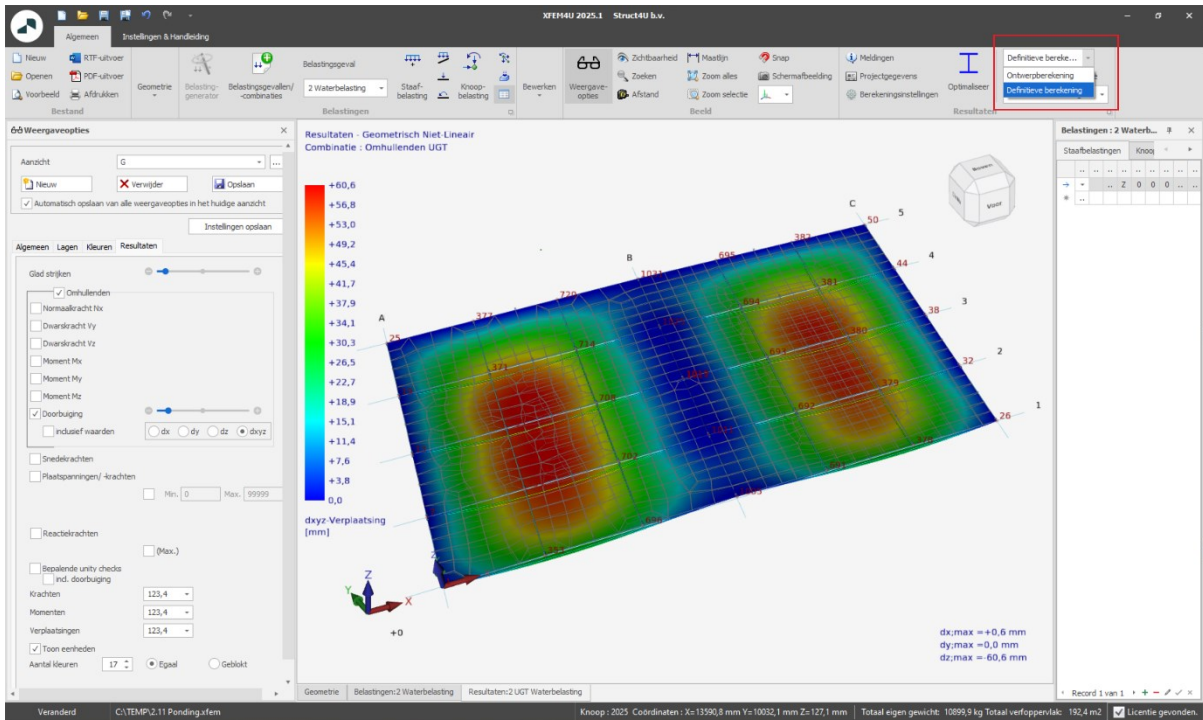 XFEM4U 2025.1 Struct4U b.v.
Algemeen Instellingen & Handleiding
Nieuw RTF-uitvoer
Openen PDF-uitvoer
Voorbeeld Afdrukken
Bestand
Geometrie
Belasting-
generator
Belastingsgevallen/
-combinaties
Belastingsgeval
2 Waterbelasting
Staaf-
belasting
Knoop-
belasting
Belastingen
Bewerken
Weergave-
opties
Zichtbaarheid
Zoeken
Afstand
Maatlijn
Zoom alles
Zoom selectie
Snap
Schermafbeelding
Beeld
Meldingen
Projectgegevens
Berekeningsinstellingen
Optimaliseer
Resultaten
Definitieve bereke...
Ontwerpberekening
Definitieve berekening
Weergaveopties
Aanzicht G ...
Nieuw Verwijder Opslaan
Automatisch opslaan van alle weergaveopties in het huidige aanzicht
Instellingen opslaan
Algemeen Lagen Kleuren Resultaten
Glad strijken
Omhullenden
Normaalkracht Nx
Dwarskracht Vy
Dwarskracht Vz
Moment Mx
Moment My
Moment Mz
Doorbuiging
inclusief waarden dx dy dz dxyz
Snedekrachten
Plaatspanningen/ -krachten
Min. 0 Max. 99999
Reactiekrachten
(Max.)
Bepalende unity checks
incl. doorbuiging
Krachten 123,4
Momenten 123,4
Verplaatsingen 123,4
Toon eenheden
Aantal kleuren 17 Egaal Geblokt
Resultaten - Geometrisch Niet-Lineair
Combinatie : Omhullenden UGT
+60,6
+56,8
+53,0
+49,2
+45,4
+41,7
+37,9
+34,1
+30,3
+26,5
+22,7
+18,9
+15,1
+11,4
+7,6
+3,8
0,0
dxyz-Verplaatsing
[mm]
A
B
C
5
4
3
2
1
50
44
38
32
26
25
377
720
1031
695
382
371
714
694
381
708
693
380
702
692
379
696
691
378
Z
Y
X
+0
Voor
Bovenin
dx;max =+0,6 mm
dy;max =0,0 mm
dz;max =-60,6 mm
Geometrie Belastingen:2 Waterbelasting Resultaten:2 UGT Waterbelasting
Belastingen : 2 Waterb...
Staafbelastingen
.. .. .. .. .. .. .. ..
.. Z 0 0 0 .. ..
..
Record 1 van 1
Veranderd C:\TEMP\2.11 Ponding.xfem
Knoop : 2025 Coördinaten : X=13590,8 mm Y=10032,1 mm Z=127,1 mm Totaal eigen gewicht: 10899,9 kg Totaal verfoppervlak: 192,4 m2 Licentie gevonden.